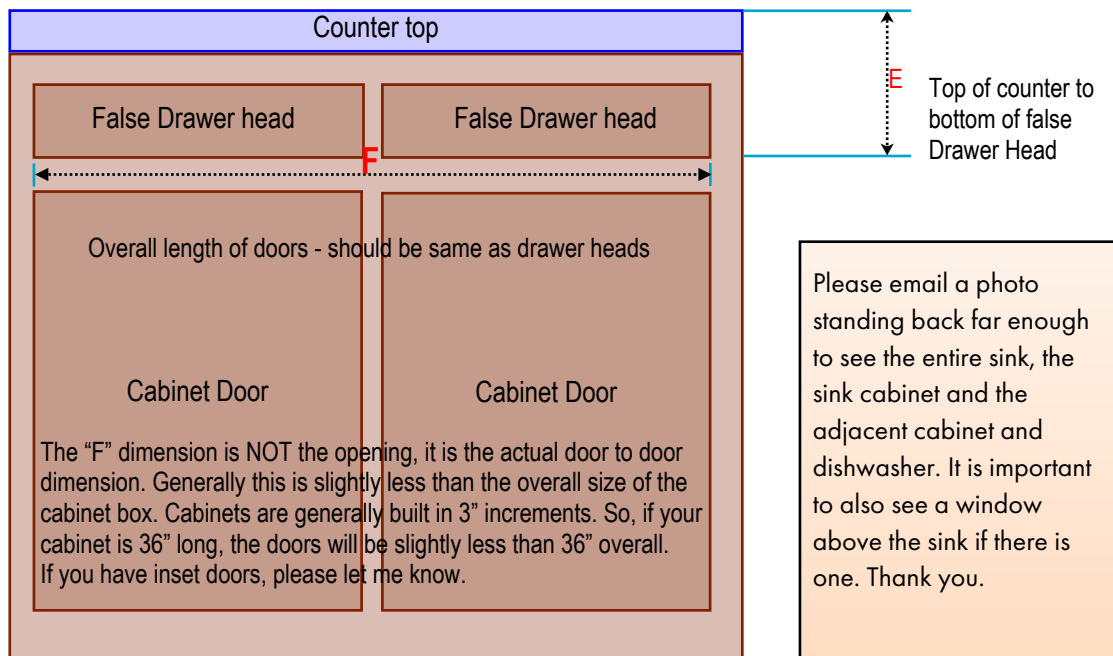 Counter top
E
Top of counter to
bottom of false
Drawer Head
False Drawer head
False Drawer head
F
Overall length of doors - should be same as drawer heads
Cabinet Door
Cabinet Door
The “F” dimension is NOT the opening, it is the actual door to door
dimension. Generally this is slightly less than the overall size of the
cabinet box. Cabinets are generally built in 3” increments. So, if your
cabinet is 36” long, the doors will be slightly less than 36” overall.
If you have inset doors, please let me know.
Please email a photo
standing back far enough
to see the entire sink, the
sink cabinet and the
adjacent cabinet and
dishwasher. It is important
to also see a window
above the sink if there is
one. Thank you.